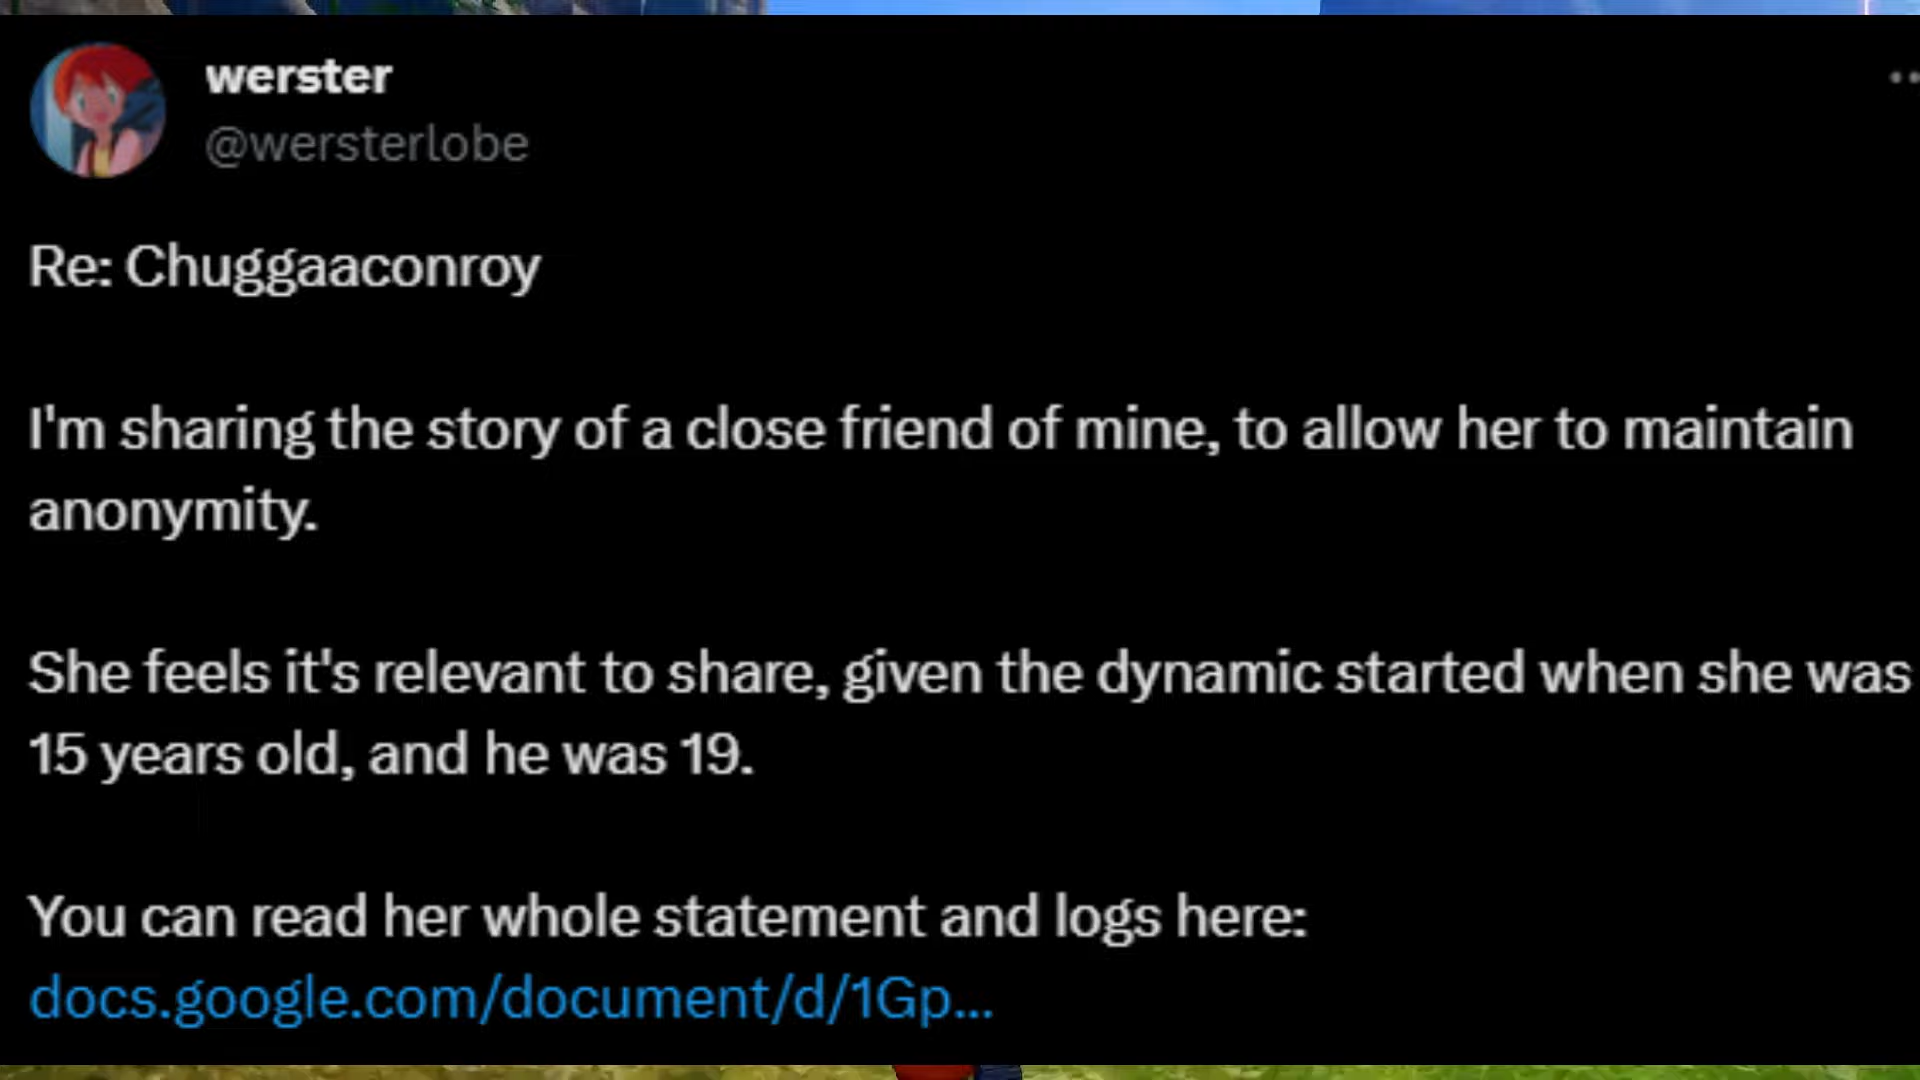 werster
@wersterlobe
Re: Chuggaaconroy
I'm sharing the story of a close friend of mine, to allow her to maintain
anonymity.
She feels it's relevant to share, given the dynamic started when she was
15 years old, and he was 19.
You can read her whole statement and logs here:
docs.google.com/document/d/1Gp...